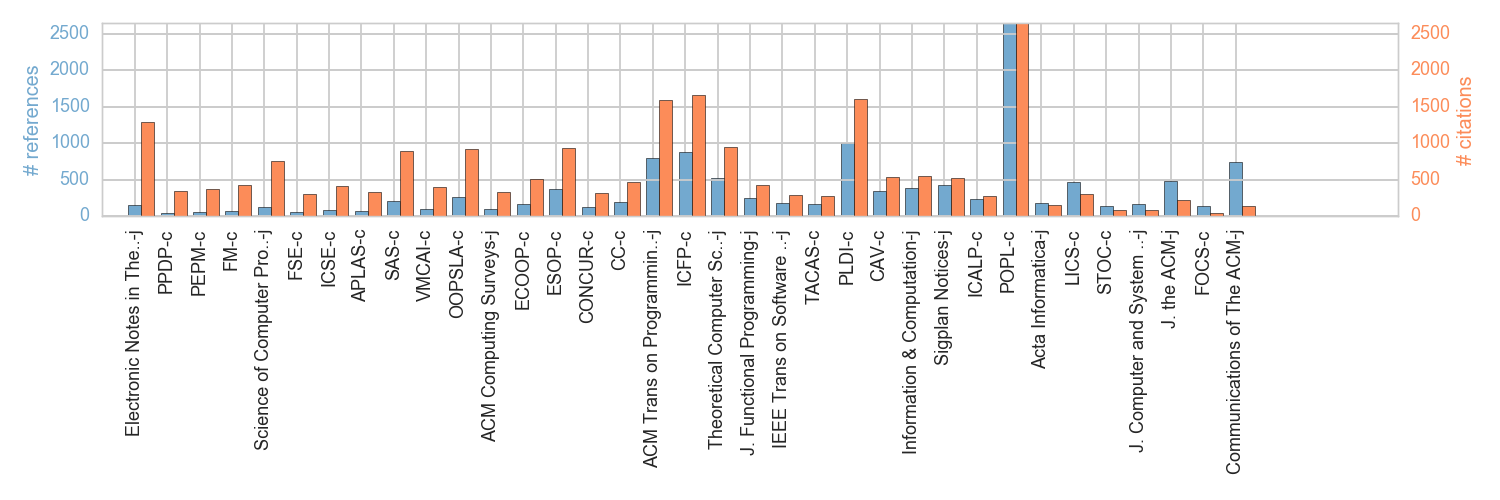 # references
2500
2000
1500
1000
500
0
2500
2000
1500
1000
500
0
# citations
Electronic Notes in The..-j
PPDP-c
PEPM-c
FM-c
Science of Computer Pro..-j
FSE-c
ICSE-c
APLAS-c
SAS-c
VMCAI-c
OOPSLA-c
ACM Computing Surveys-j
ECOOP-c
ESOP-c
CONCUR-c
CC-c
ACM Trans on Programmin..-j
ICFP-c
Theoretical Computer Sc..-j
J. Functional Programming-j
IEEE Trans on Software ..-j
TACAS-c
PLDI-c
CAV-c
Information & Computation-j
Sigplan Notices-j
ICALP-c
POPL-c
Acta Informatica-j
LICS-c
STOC-c
J. Computer and System ..-j
J. the ACM-j
FOCS-c
Communications of The ACM-j